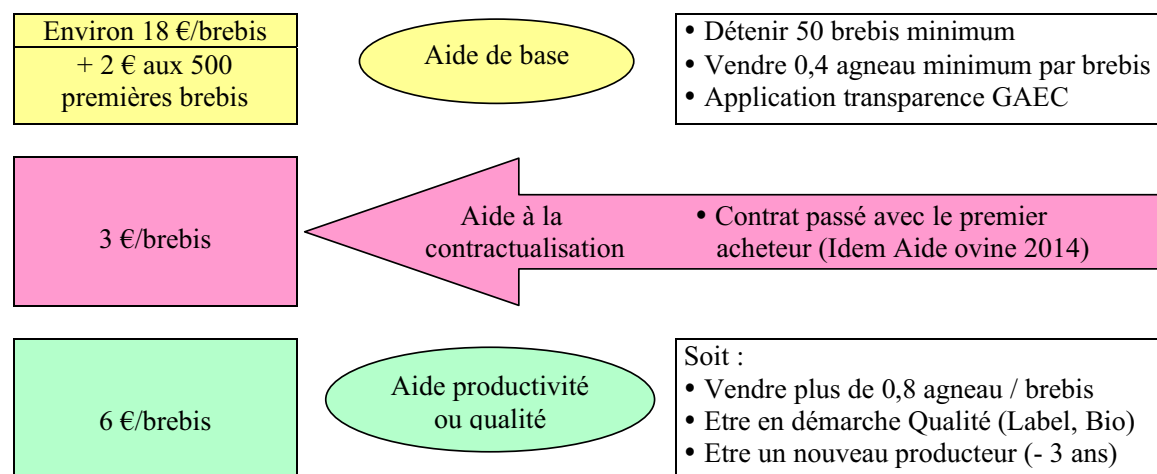 Environ 18 €/brebis
+ 2 € aux 500
premières brebis
Aide de base
• Détenir 50 brebis minimum
• Vendre 0,4 agneau minimum par brebis
• Application transparence GAEC
3 €/brebis
Aide à la
contractualisation
• Contrat passé avec le premier
acheteur (Idem Aide ovine 2014)
6 €/brebis
Aide productivité
ou qualité
Soit :
• Vendre plus de 0,8 agneau / brebis
• Etre en démarche Qualité (Label, Bio)
• Etre un nouveau producteur (- 3 ans)